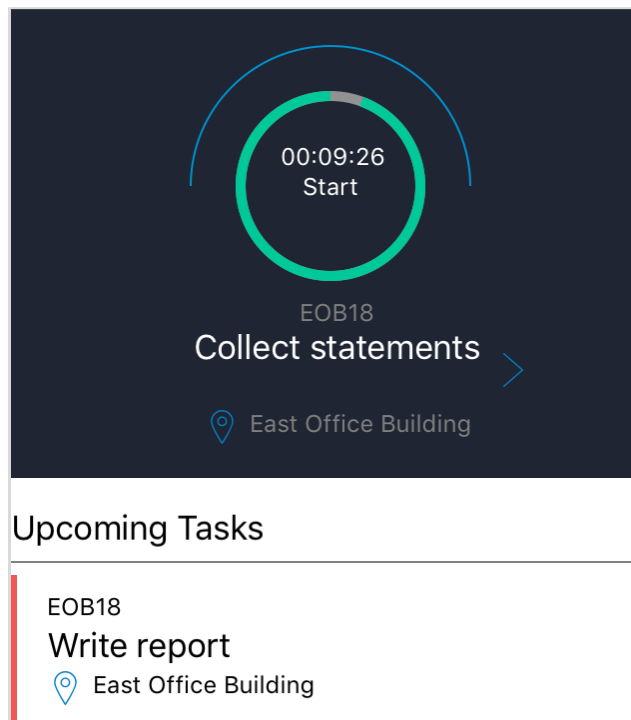 00:09:26
Start
EOB18
Collect statements
East Office Building
Upcoming Tasks
EOB18
Write report
East Office Building